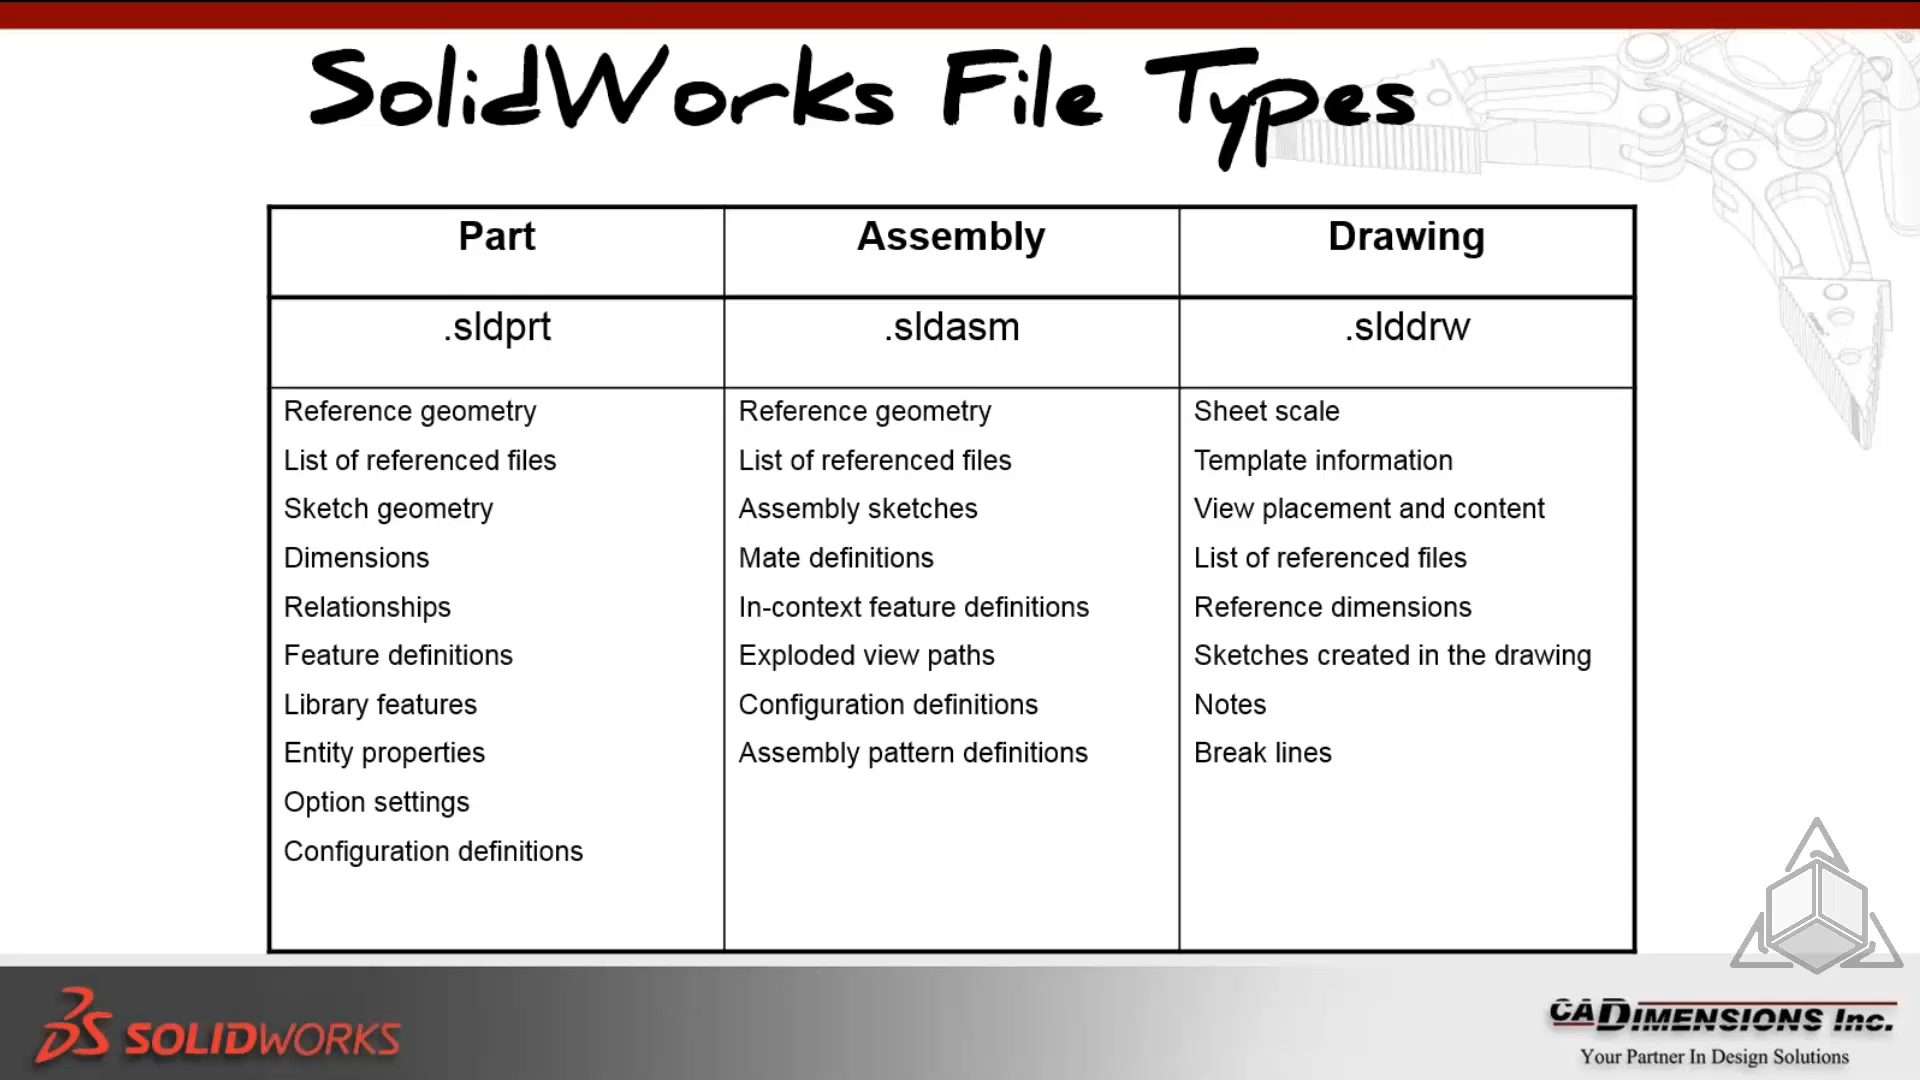 SolidWorks File Types
Part
Assembly
Drawing
.sldprt
.sldasm
.slddrw
Reference geometry
List of referenced files
Sketch geometry
Dimensions
Relationships
Feature definitions
Library features
Entity properties
Option settings
Configuration definitions
Reference geometry
List of referenced files
Assembly sketches
Mate definitions
In-context feature definitions
Exploded view paths
Configuration definitions
Assembly pattern definitions
Sheet scale
Template information
View placement and content
List of referenced files
Reference dimensions
Sketches created in the drawing
Notes
Break lines
SOLIDWORKS
CADIMENSIONS Inc.
Your Partner In Design Solutions